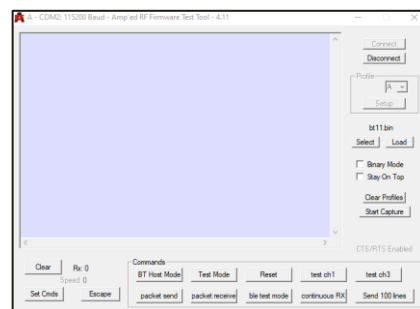 A - COM2: 115200 Baud - Amp'ed RF Firmware Test Tool - 4.11
Connect
Disconnect
Profile
A
Setup
bt11.bin
Select Load
Binary Mode
Stay On Top
Clear Profiles
Start Capture
CTS/RTS Enabled
Clear Rx: 0
Speed: 0
Set Cmds Escape
Commands
BT Host Mode Test Mode Reset test ch1 test ch3
packet send packet receive ble test mode continuous RX Send 100 lines